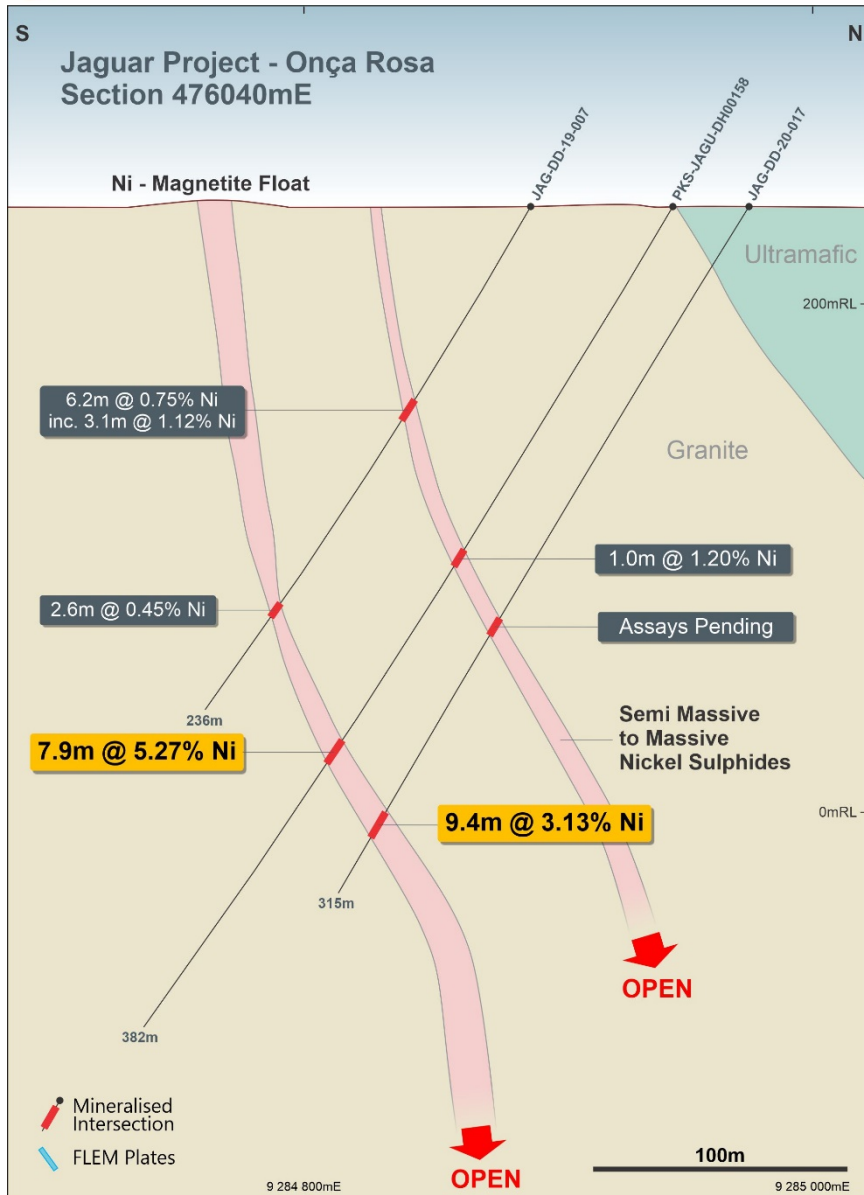 S
N
Jaguar Project - Onça Rosa
Section 476040mE
JAG-DD-19-007
PKS-JAGU-DH00158
JAG-DD-20-017
Ni - Magnetite Float
Ultramafic
200mRL
6.2m @ 0.75% Ni
inc. 3.1m @ 1.12% Ni
Granite
1.0m @ 1.20% Ni
2.6m @ 0.45% Ni
Assays Pending
236m
Semi Massive
to Massive
Nickel Sulphides
7.9m @ 5.27% Ni
9.4m @ 3.13% Ni
0mRL
315m
OPEN
382m
Mineralised
Intersection
FLEM Plates
OPEN
100m
9 284 800mE
9 285 000mE